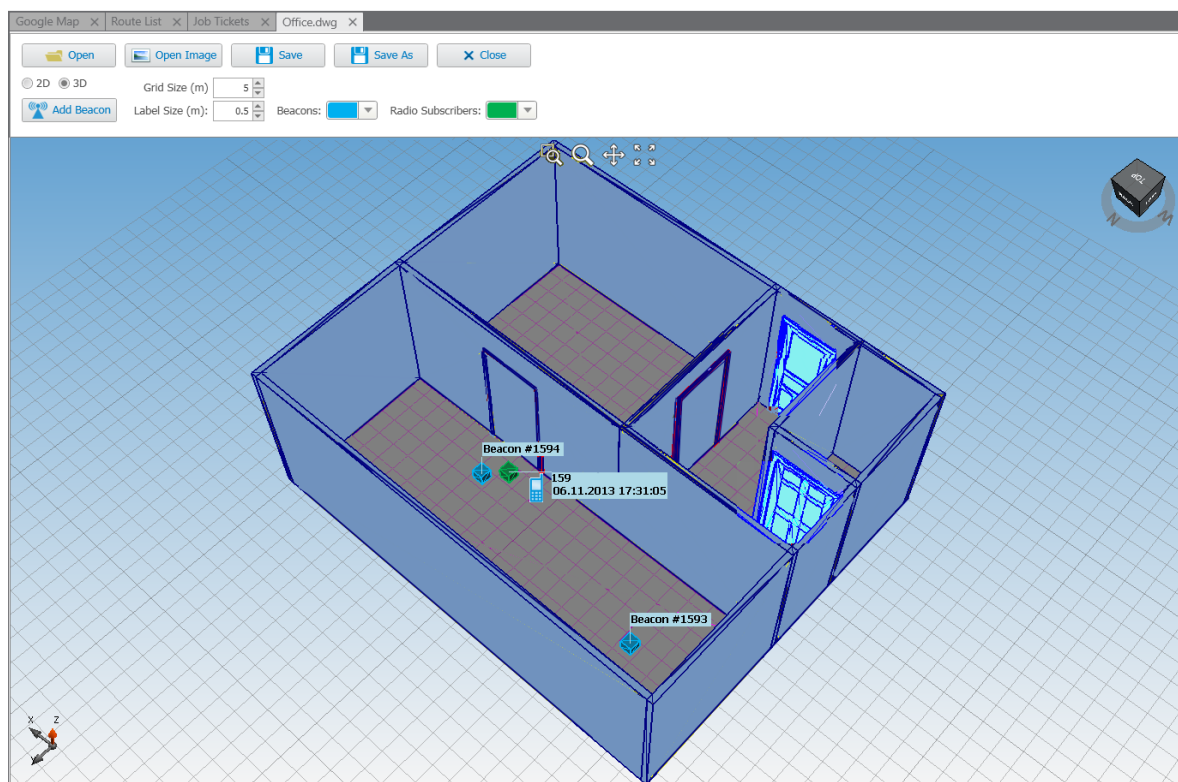 Google Map
Route List
Job Tickets
Office.dwg
Open
Open Image
Save
Save As
Close
2D
3D
Grid Size (m)
5
Add Beacon
Label Size (m):
0.5
Beacons:
Radio Subscribers:
TOP
N
W
Beacon #1594
159
06.11.2013 17:31:05
Beacon #1593
X
Z
Y